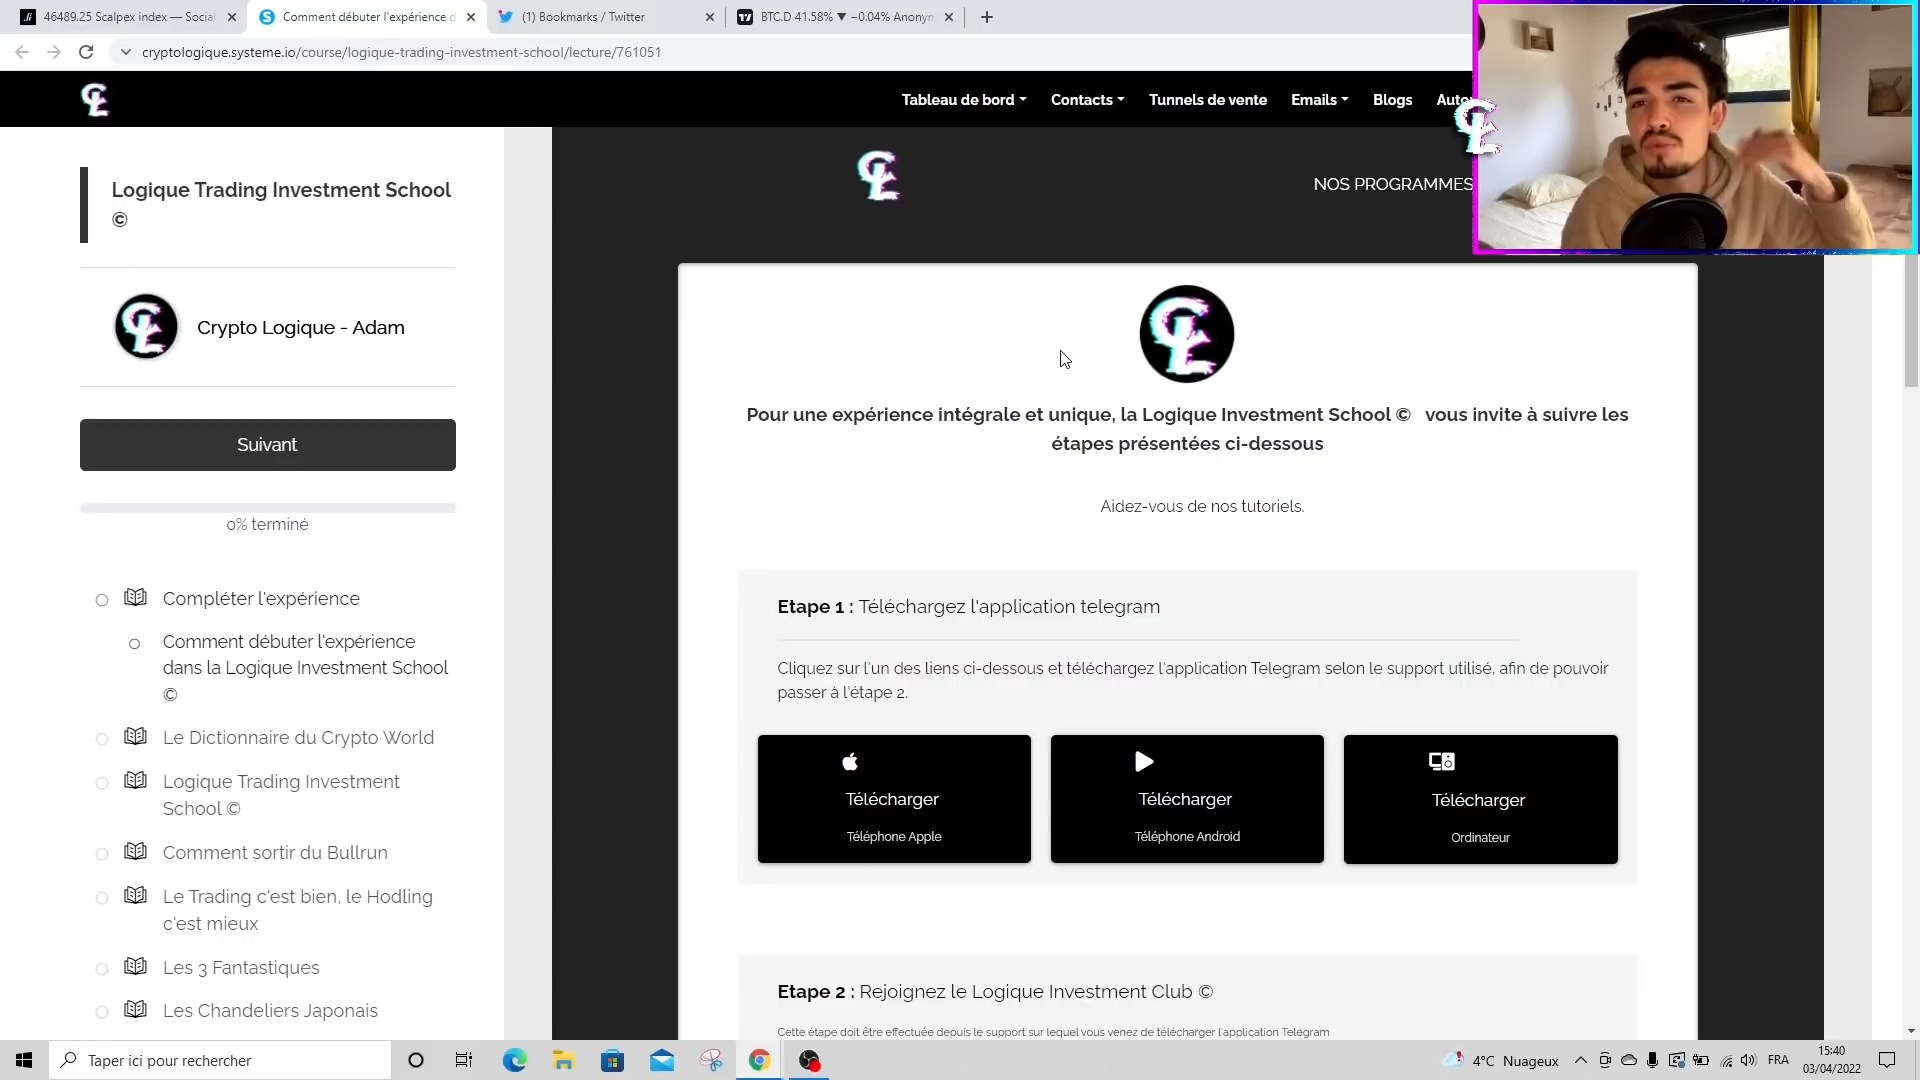 46489.25 Scalpex index — Social
Comment débuter l'expérience d
(1) Bookmarks / Twitter
BTC.D 41.58% ▼ −0.04% Anonym
cryptologique.systeme.io/course/logique-trading-investment-school/lecture/761051
Tableau de bord
Contacts
Tunnels de vente
Emails
Blogs
NOS PROGRAMMES
Logique Trading Investment School
©
Crypto Logique - Adam
Suivant
0% terminé
Compléter l'expérience
Comment débuter l'expérience
dans la Logique Investment School
©
Le Dictionnaire du Crypto World
Logique Trading Investment
School ©
Comment sortir du Bullrun
Le Trading c'est bien, le Hodling
c'est mieux
Les 3 Fantastiques
Les Chandeliers Japonais
Pour une expérience intégrale et unique, la Logique Investment School © vous invite à suivre les
étapes présentées ci-dessous
Aidez-vous de nos tutoriels.
Etape 1 : Téléchargez l'application telegram
Cliquez sur l'un des liens ci-dessous et téléchargez l'application Telegram selon le support utilisé, afin de pouvoir
passer à l'étape 2.
Télécharger
Téléphone Apple
Télécharger
Téléphone Android
Télécharger
Ordinateur
Etape 2 : Rejoignez le Logique Investment Club ©
Cette étape doit être effectuée depuis le support sur lequel vous venez de télécharger l'application Telegram
Taper ici pour rechercher
4°C Nuageux
FRA
15:40
03/04/2022